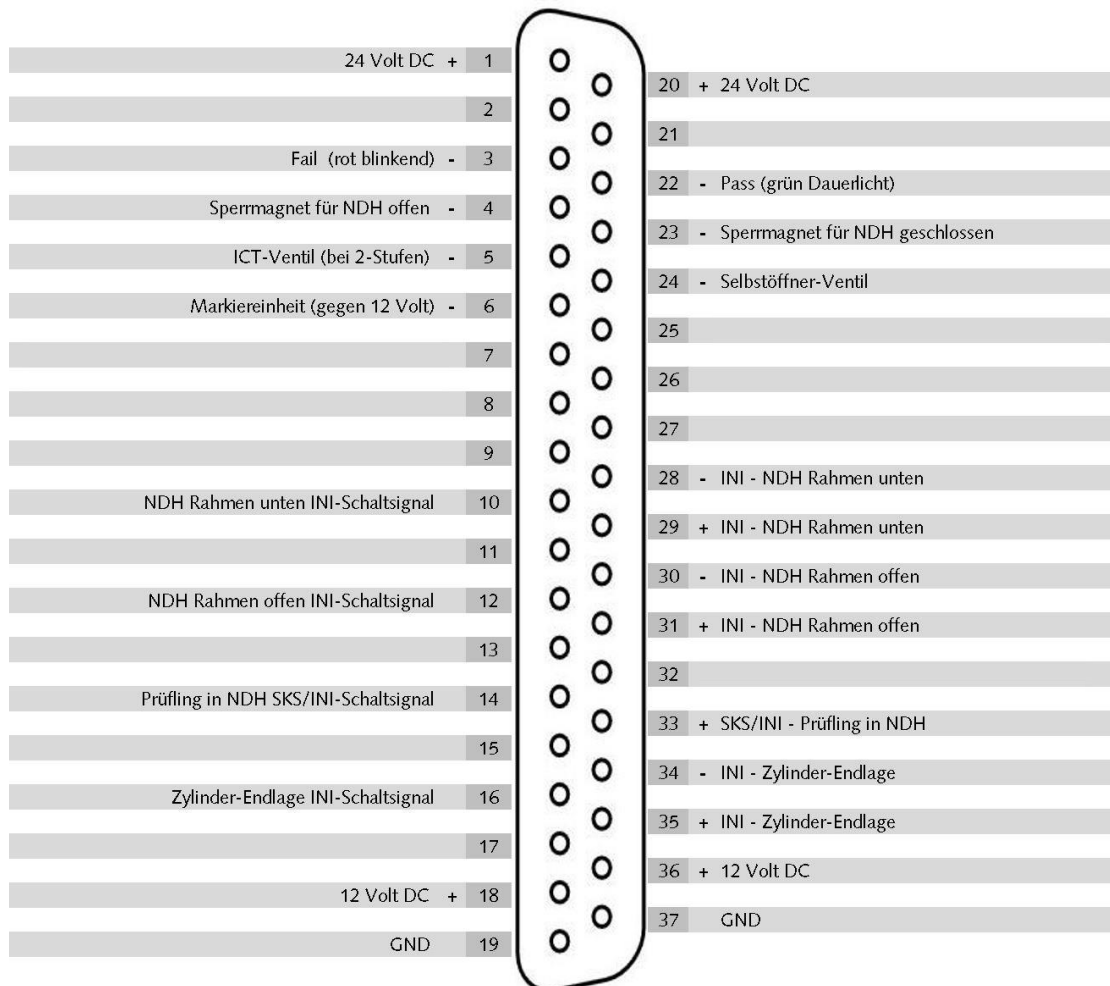 24 Volt DC + 1
2
Fail (rot blinkend) - 3
Sperrmagnet für NDH offen - 4
ICT-Ventil (bei 2-Stufen) - 5
Markiereinheit (gegen 12 Volt) - 6
7
8
9
NDH Rahmen unten INI-Schaltsignal 10
11
NDH Rahmen offen INI-Schaltsignal 12
13
Prüfling in NDH SKS/INI-Schaltsignal 14
15
Zylinder-Endlage INI-Schaltsignal 16
17
12 Volt DC + 18
GND 19
20 + 24 Volt DC
21
22 - Pass (grün Dauerlicht)
23 - Sperrmagnet für NDH geschlossen
24 - Selbstöffner-Ventil
25
26
27
28 - INI - NDH Rahmen unten
29 + INI - NDH Rahmen unten
30 - INI - NDH Rahmen offen
31 + INI - NDH Rahmen offen
32
33 + SKS/INI - Prüfling in NDH
34 - INI - Zylinder-Endlage
35 + INI - Zylinder-Endlage
36 + 12 Volt DC
37 GND